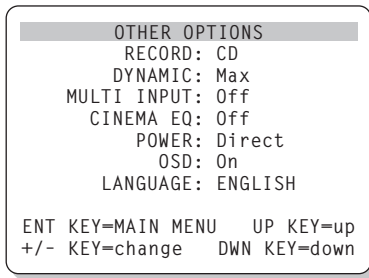 OTHER OPTIONS
RECORD: CD
DYNAMIC: Max
MULTI INPUT: Off
CINEMA EQ: Off
POWER: Direct
OSD: On
LANGUAGE: ENGLISH
ENT KEY=MAIN MENU UP KEY=up
+/- KEY=change DWN KEY=down